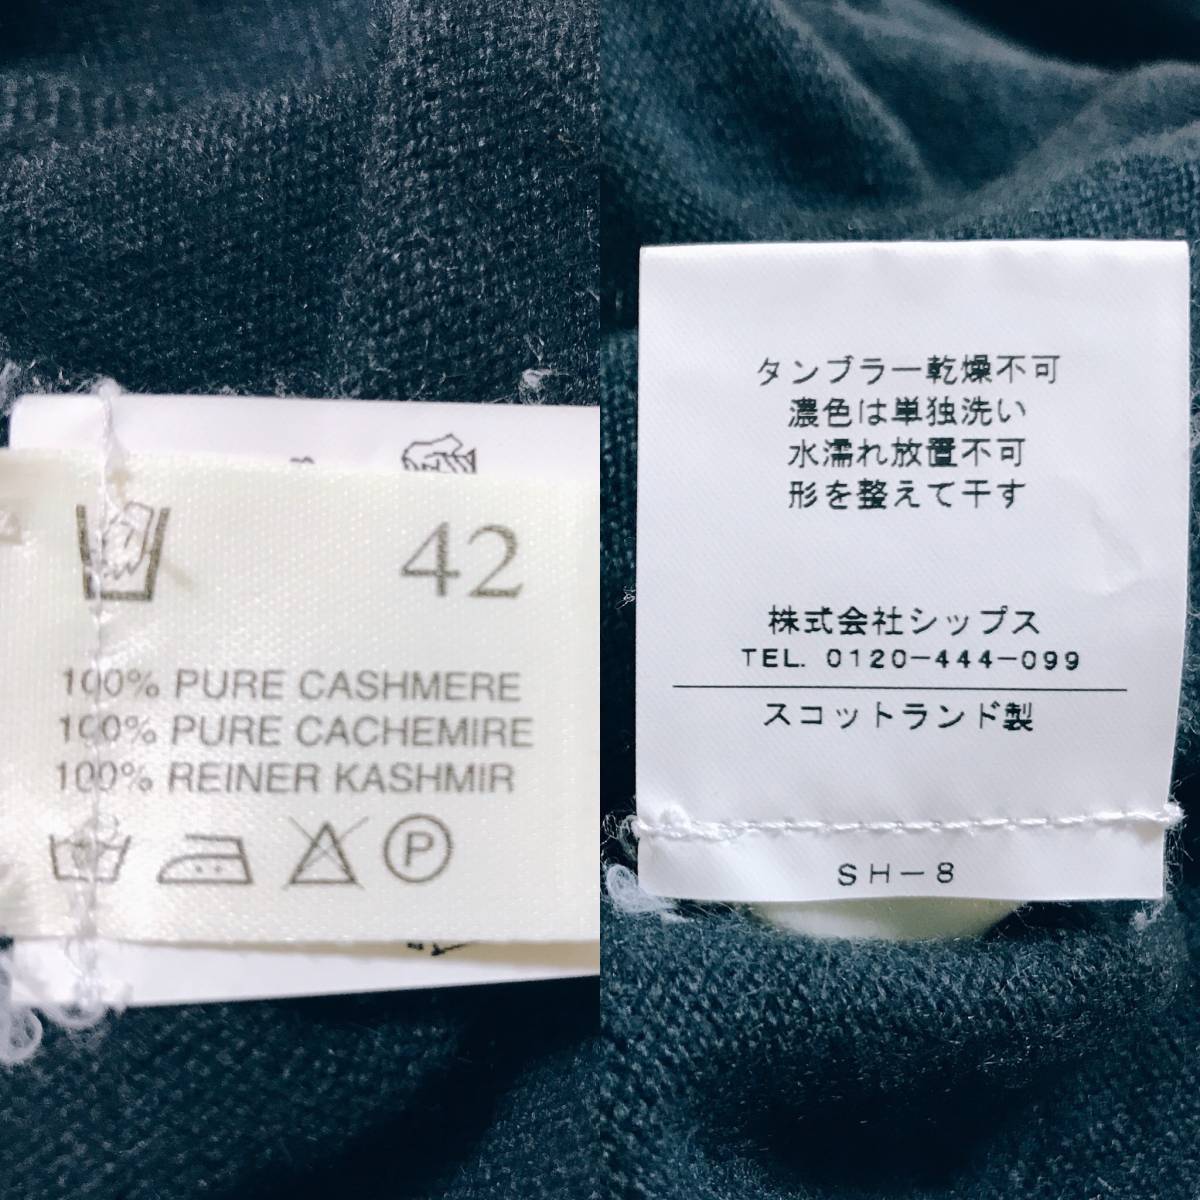 42
100% PURE CASHMERE
100% PURE CACHEMIRE
100% REINER KASHMIR
P
タンブラー乾燥不可
濃色は単独洗い
水濡れ放置不可
形を整えて干す
株式会社シップス
TEL. 0120-444-099
スコットランド製
SH-8